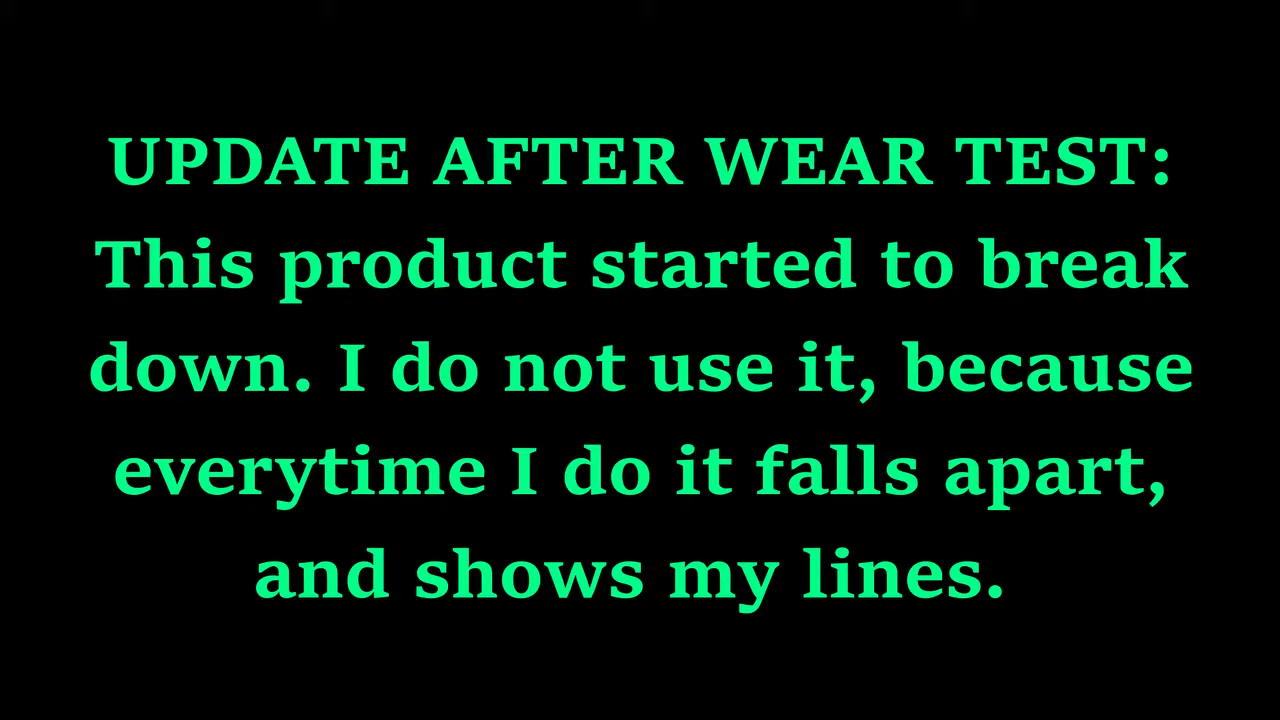 UPDATE AFTER WEAR TEST:
This product started to break
down. I do not use it, because
everytime I do it falls apart,
and shows my lines.